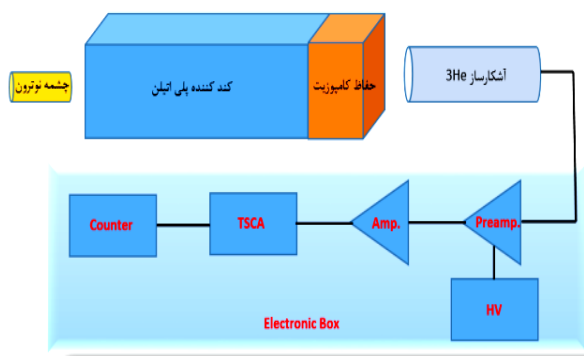 چشمه نوترون
کند کننده پلی اتیلن
حفاظ کامپوزیت
آشکارساز 3He
Counter
TSCA
Amp.
Preamp.
HV
Electronic Box